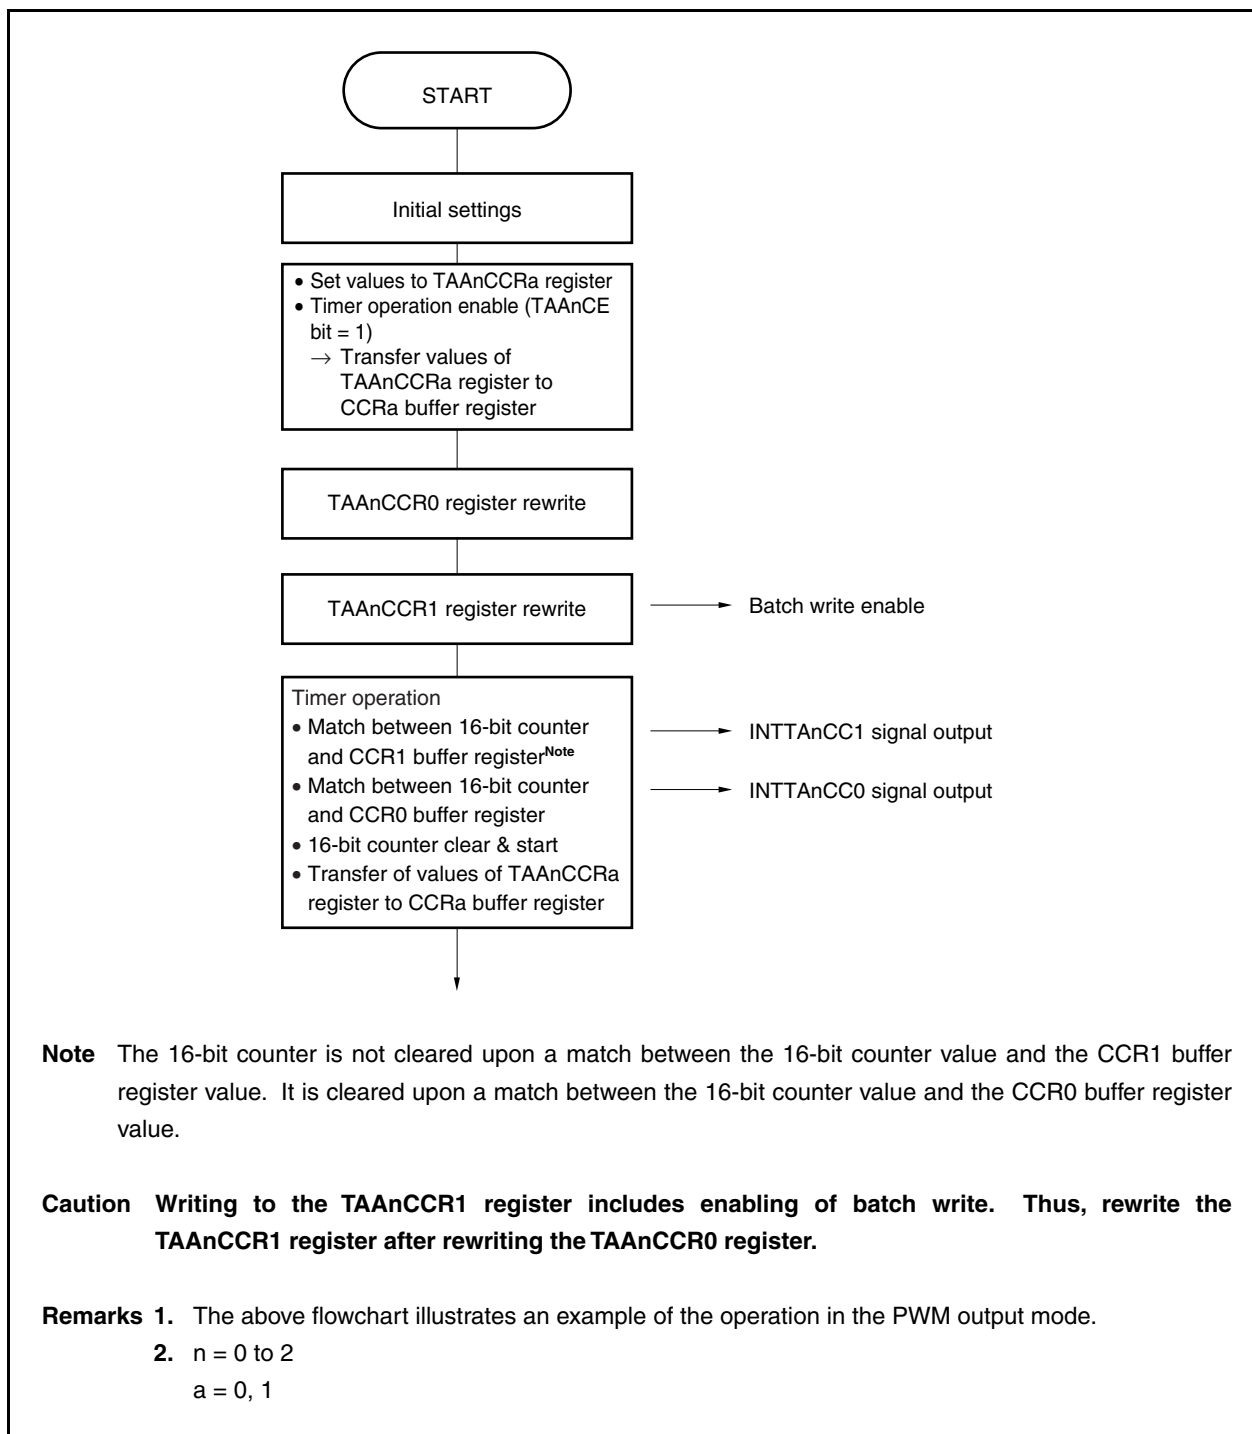 START
Initial settings
• Set values to TAAnCCRa register
• Timer operation enable (TAAnCE
bit = 1)
→ Transfer values of
TAAnCCRa register to
CCRa buffer register
TAAnCCR0 register rewrite
TAAnCCR1 register rewrite
Batch write enable
Timer operation
• Match between 16-bit counter
and CCR1 buffer registerNote
INTTAnCC1 signal output
• Match between 16-bit counter
and CCR0 buffer register
INTTAnCC0 signal output
• 16-bit counter clear & start
• Transfer of values of TAAnCCRa
register to CCRa buffer register
Note The 16-bit counter is not cleared upon a match between the 16-bit counter value and the CCR1 buffer
register value. It is cleared upon a match between the 16-bit counter value and the CCR0 buffer register
value.
Caution Writing to the TAAnCCR1 register includes enabling of batch write. Thus, rewrite the
TAAnCCR1 register after rewriting the TAAnCCR0 register.
Remarks 1. The above flowchart illustrates an example of the operation in the PWM output mode.
2. n = 0 to 2
a = 0, 1